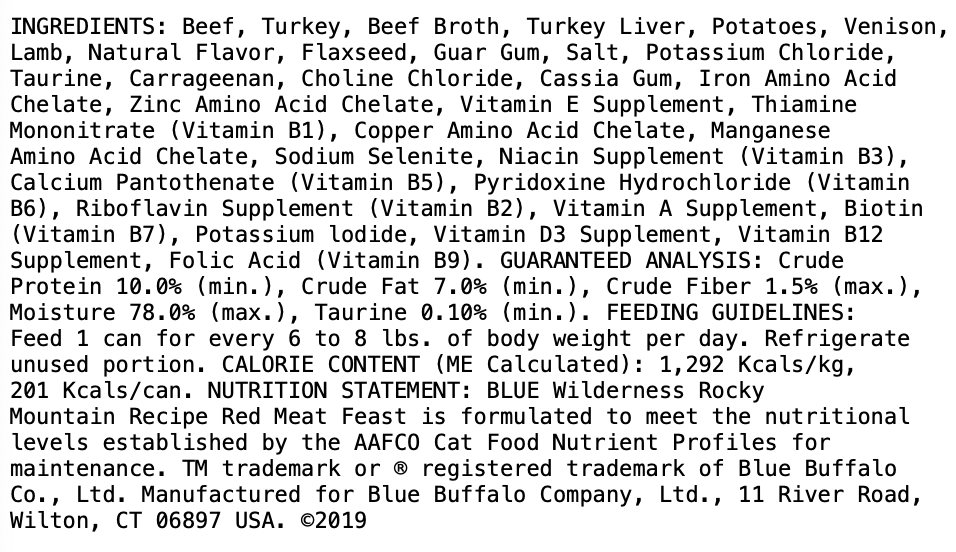 INGREDIENTS: Beef, Turkey, Beef Broth, Turkey Liver, Potatoes, Venison,
Lamb, Natural Flavor, Flaxseed, Guar Gum, Salt, Potassium Chloride,
Taurine, Carrageenan, Choline Chloride, Cassia Gum, Iron Amino Acid
Chelate, Zinc Amino Acid Chelate, Vitamin E Supplement, Thiamine
Mononitrate (Vitamin B1), Copper Amino Acid Chelate, Manganese
Amino Acid Chelate, Sodium Selenite, Niacin Supplement (Vitamin B3),
Calcium Pantothenate (Vitamin B5), Pyridoxine Hydrochloride (Vitamin
B6), Riboflavin Supplement (Vitamin B2), Vitamin A Supplement, Biotin
(Vitamin B7), Potassium lodide, Vitamin D3 Supplement, Vitamin B12
Supplement, Folic Acid (Vitamin B9). GUARANTEED ANALYSIS: Crude
Protein 10.0% (min.), Crude Fat 7.0% (min.), Crude Fiber 1.5% (max.),
Moisture 78.0% (max.), Taurine 0.10% (min.). FEEDING GUIDELINES:
Feed 1 can for every 6 to 8 lbs. of body weight per day. Refrigerate
unused portion. CALORIE CONTENT (ME Calculated): 1,292 Kcals/kg,
201 Kcals/can. NUTRITION STATEMENT: BLUE Wilderness Rocky
Mountain Recipe Red Meat Feast is formulated to meet the nutritional
levels established by the AAFCO Cat Food Nutrient Profiles for
maintenance. TM trademark or ® registered trademark of Blue Buffalo
Co., Ltd. Manufactured for Blue Buffalo Company, Ltd., 11 River Road,
Wilton, CT 06897 USA. ©2019